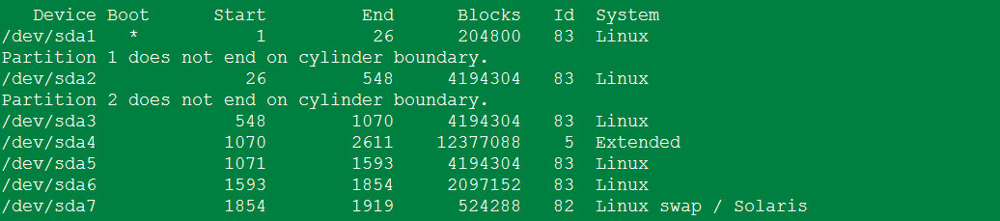 Device Boot      Start         End      Blocks   Id  System
/dev/sda1   *           1          26      204800   83  Linux
Partition 1 does not end on cylinder boundary.
/dev/sda2              26         548     4194304   83  Linux
Partition 2 does not end on cylinder boundary.
/dev/sda3             548        1070     4194304   83  Linux
/dev/sda4            1070        2611    12377088    5  Extended
/dev/sda5            1071        1593     4194304   83  Linux
/dev/sda6            1593        1854     2097152   83  Linux
/dev/sda7            1854        1919      524288   82  Linux swap / Solaris